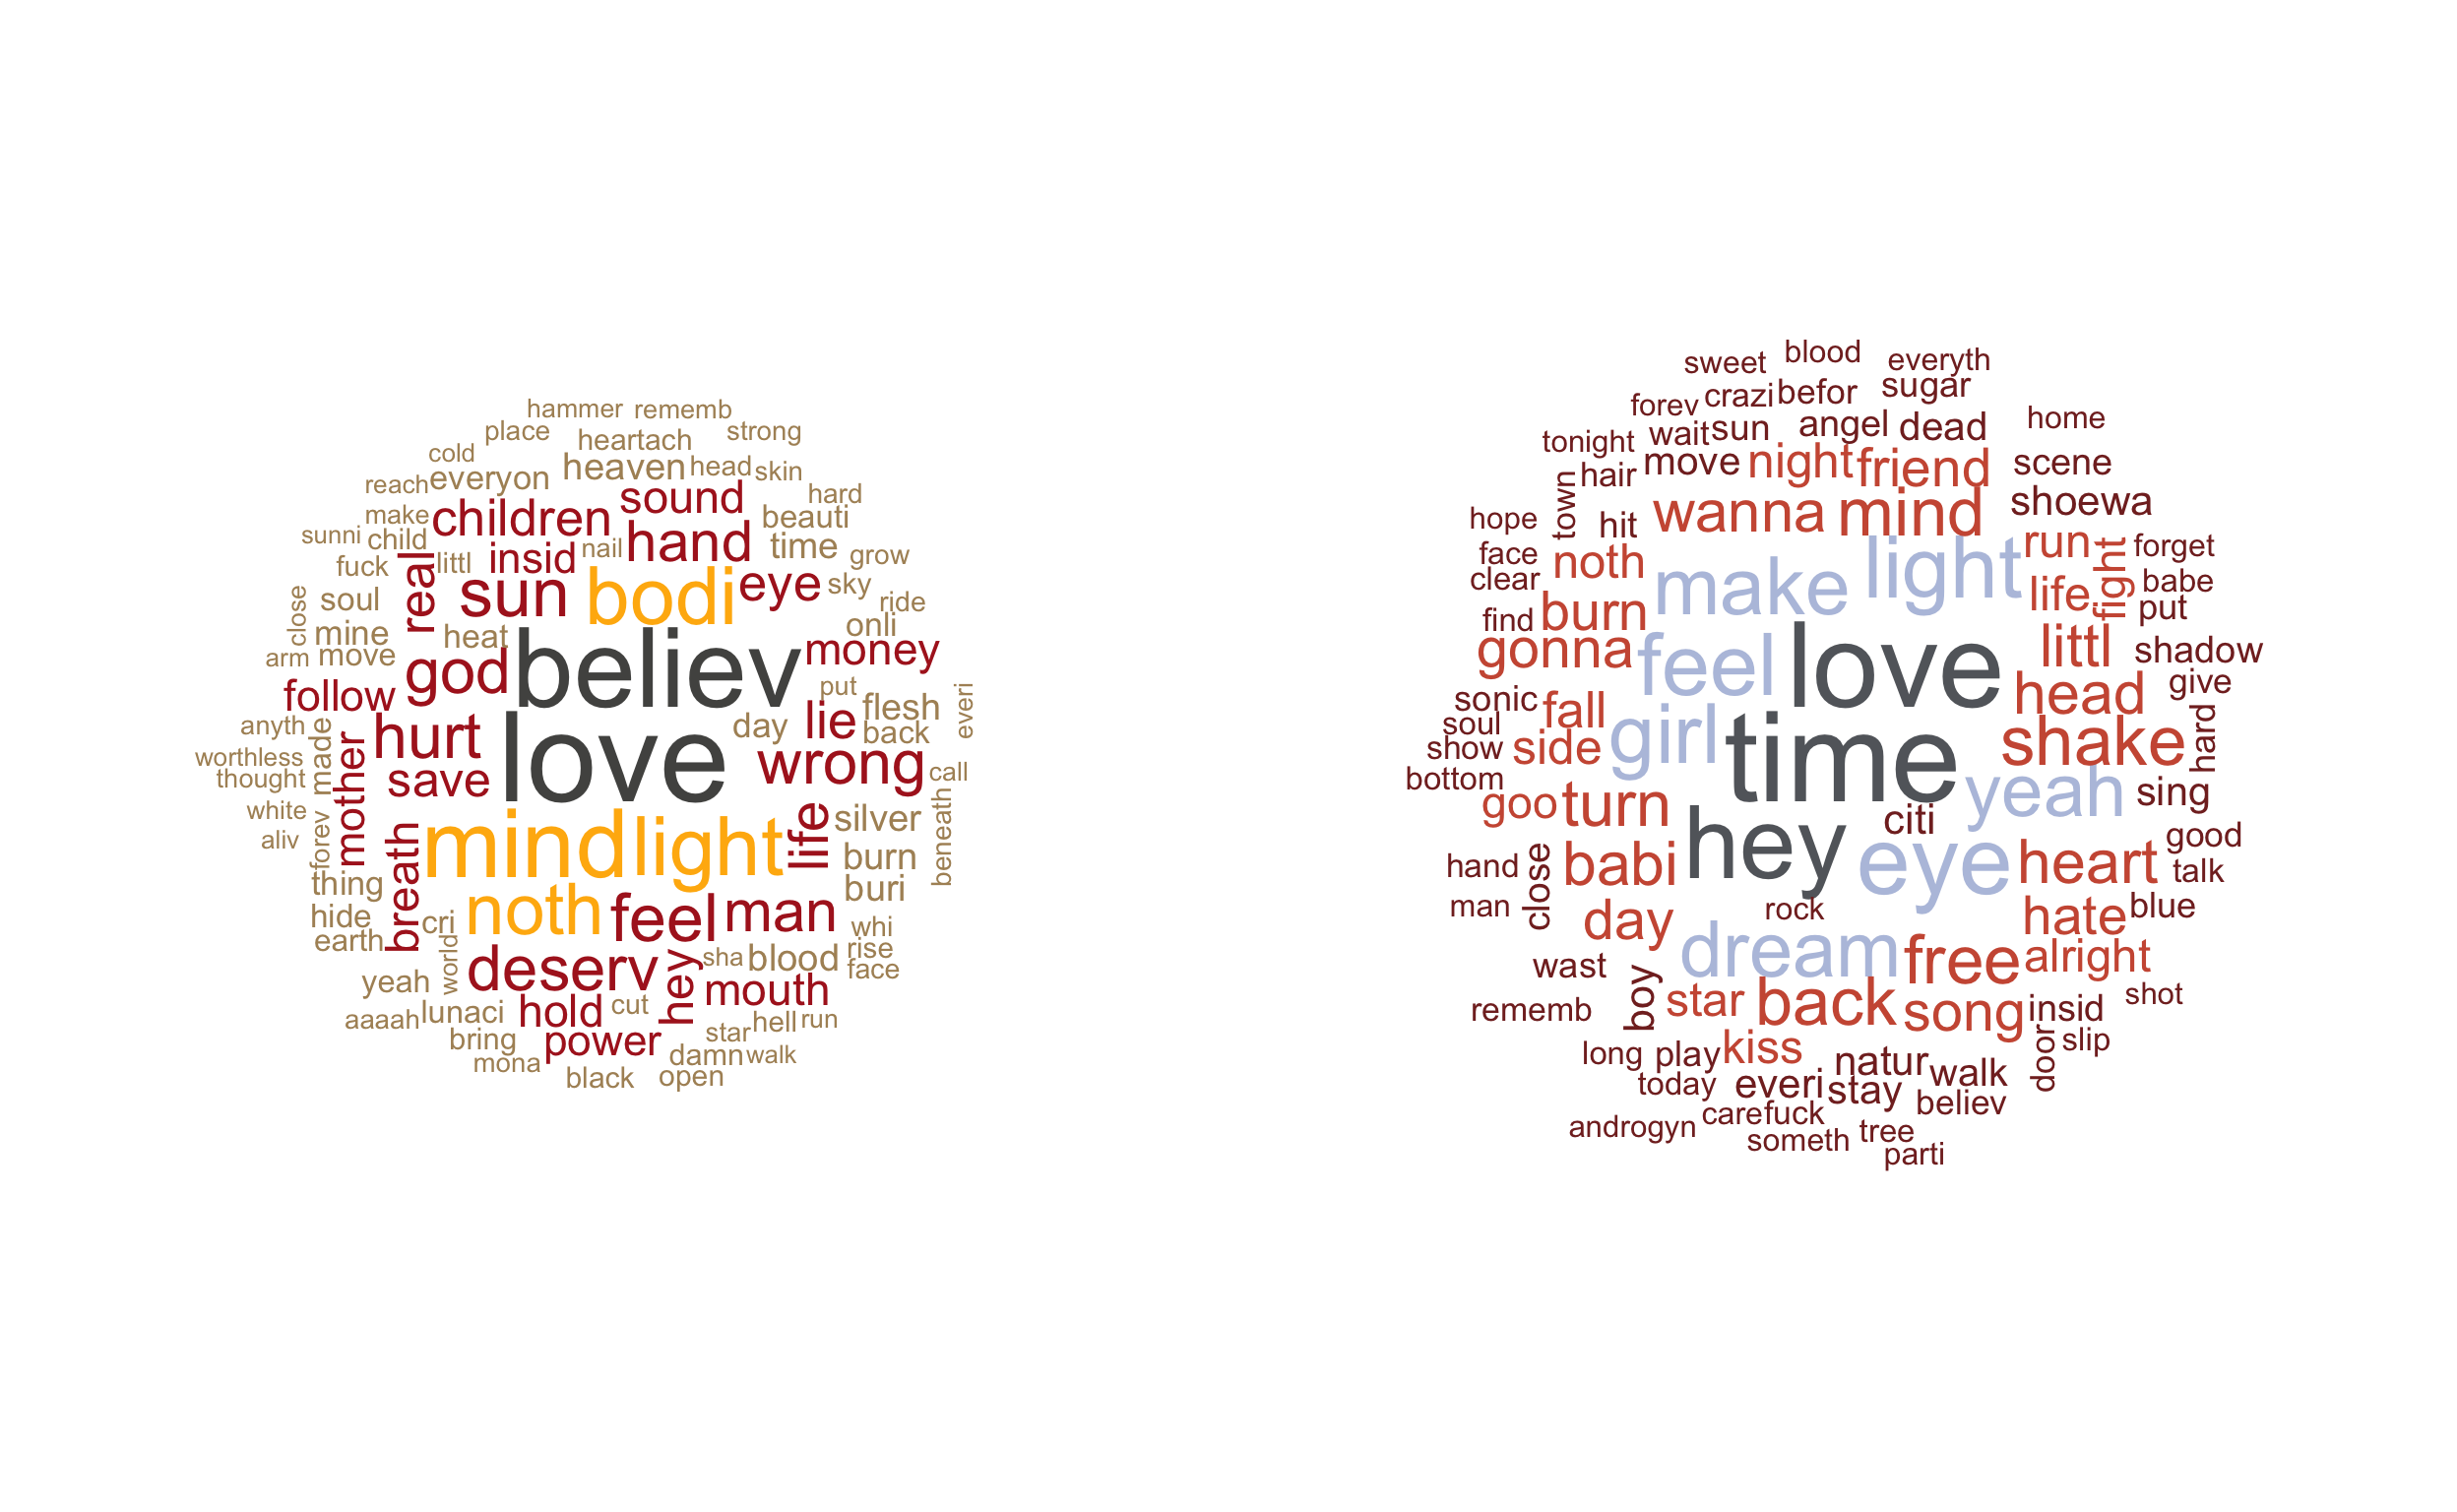 hammer rememb
place heartach strong
cold everyon heaven head skin
reach children sound hard
make hand beauti
sunni child insid nail time
fuck littl real sun bodi eye sky grow
close soul ride
mine heat believ onli
arm move god money
follow put flesh everi
anyth made hurt love day lie back
worthless save wrong call
thought mother
white forev breath mind light life silver beneath
aliv burn
thing noth buri
hide cri feel man whi
earth world deserv hey sha blood rise
yeah mouth face
aaaah lunaci hold cut star hell run
bring power damn walk
mona black open
sweet blood everyth
forev crazi befor sugar
tonight wait sun angel dead home
town hair move night friend scene
hope hit wanna mind shoewa
face noth make light run fight forget
clear life babe
find burn put
gonna feel love littl shadow
sonic fall girl head give
soul time shake hard
show side
bottom yeah sing
goo turn hey citi good
hand close babi eye heart talk
man day rock hate blue
wast boy dream free alright
rememb star back song insid shot
long play kiss natur walk door slip
today everi stay believ
androgyn care fuck tree
someth parti